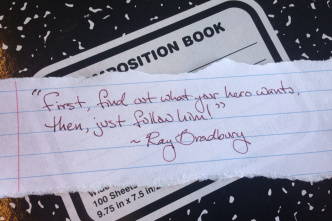 COMPOSITION BOOK
"First, find out what your hero wants,
then, just follow him!"
~ Ray Bradbury
100 Sheets
9.75 in x 7.5 in